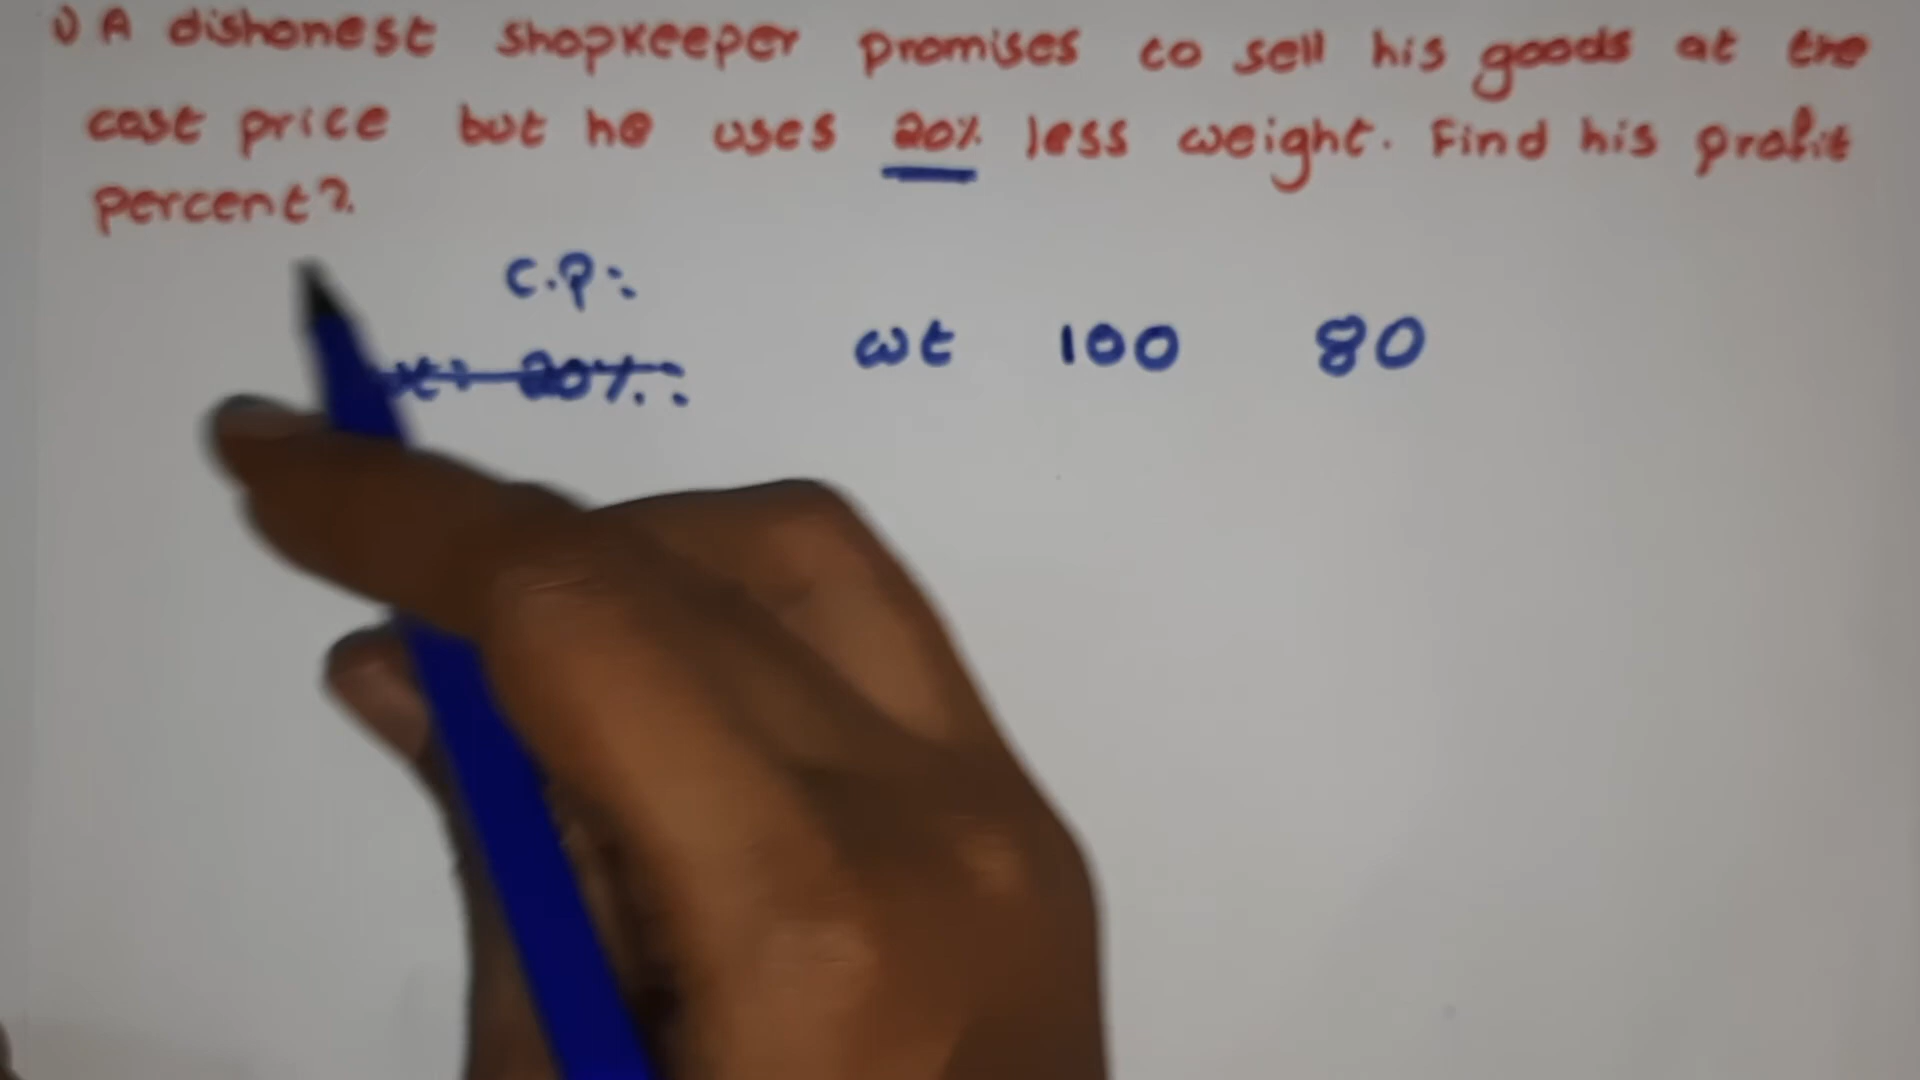 1) A dishonest shopkeeper promises to sell his goods at the
cost price but he uses 20% less weight. Find his profit
percent?.
C.P:
wt 100 80
20%: